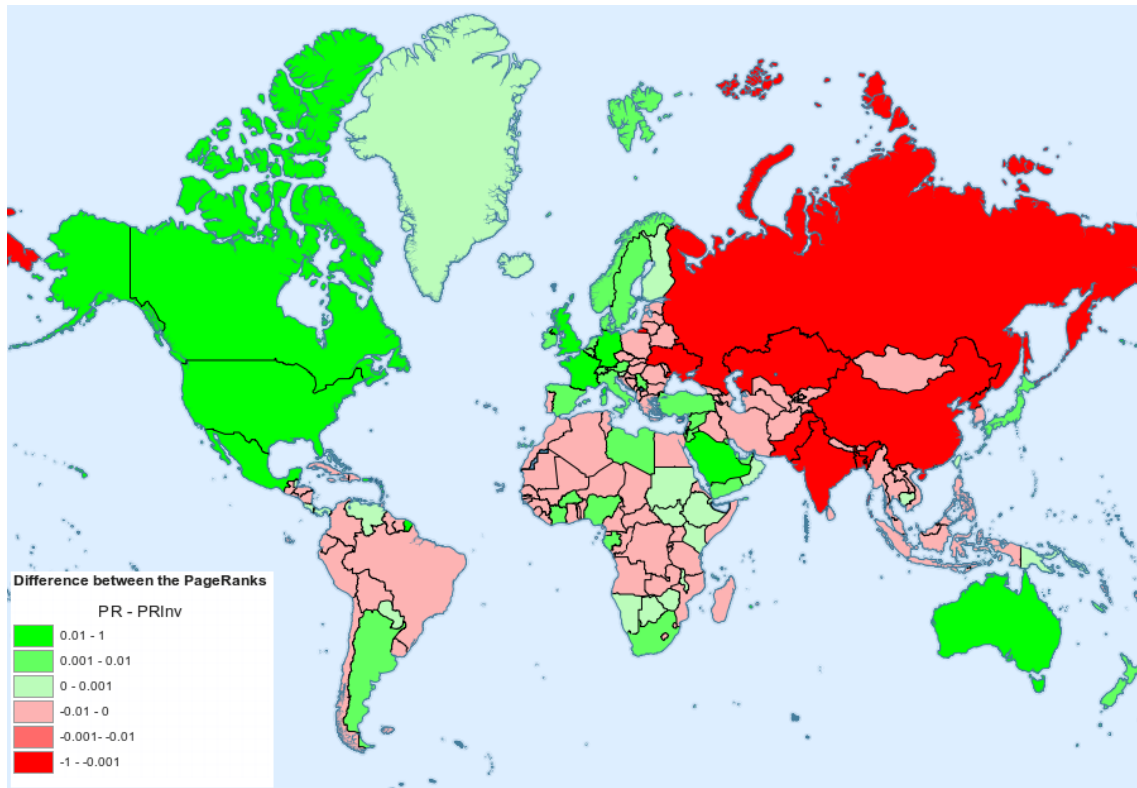 Difference between the PageRanks
PR - PRInv
0.01 - 1
0.001 - 0.01
0 - 0.001
-0.01 - 0
-0.001- -0.01
-1 - -0.001